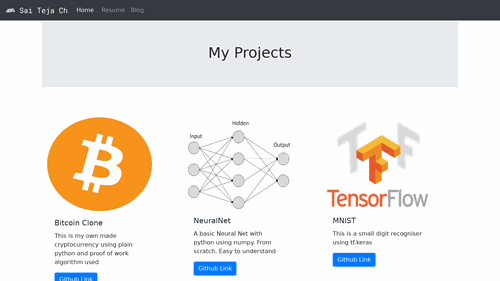 Sai Teja Ch Home Resume Blog
My Projects
Input
Hidden
Output
TensorFlow
Bitcoin Clone
This is my own made
cryptocurrency using plain
python and proof of work
algorithm used
Github Link
NeuralNet
A basic Neural Net with
python using numpy. From
scratch. Easy to understand
Github Link
MNIST
This is a small digit recogniser
using tf.keras
Github Link